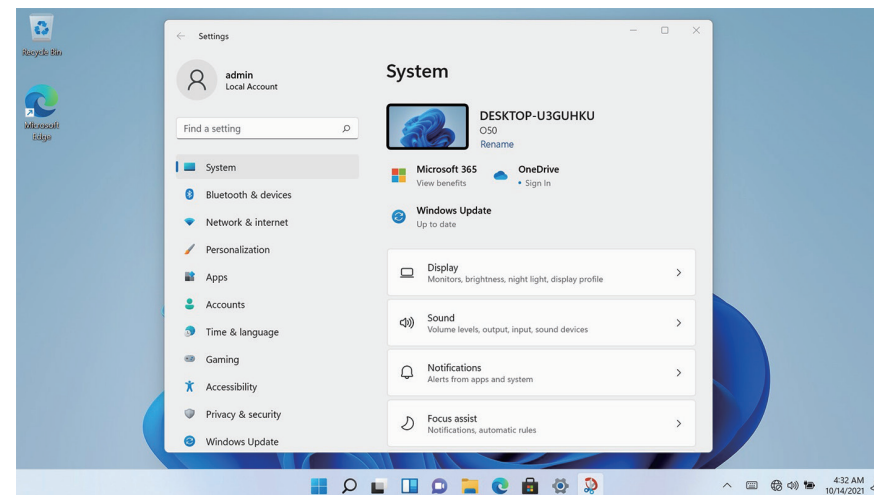 Recycle Bin
Microsoft
Edge
Settings
admin
Local Account
Find a setting
System
Bluetooth & devices
Network & internet
Personalization
Apps
Accounts
Time & language
Gaming
Accessibility
Privacy & security
Windows Update
System
DESKTOP-U3GUHKU
O50
Rename
Microsoft 365
View benefits
OneDrive
• Sign In
Windows Update
Up to date
Display
Monitors, brightness, night light, display profile
Sound
Volume levels, output, input, sound devices
Notifications
Alerts from apps and system
Focus assist
Notifications, automatic rules
4:32 AM
10/14/2021